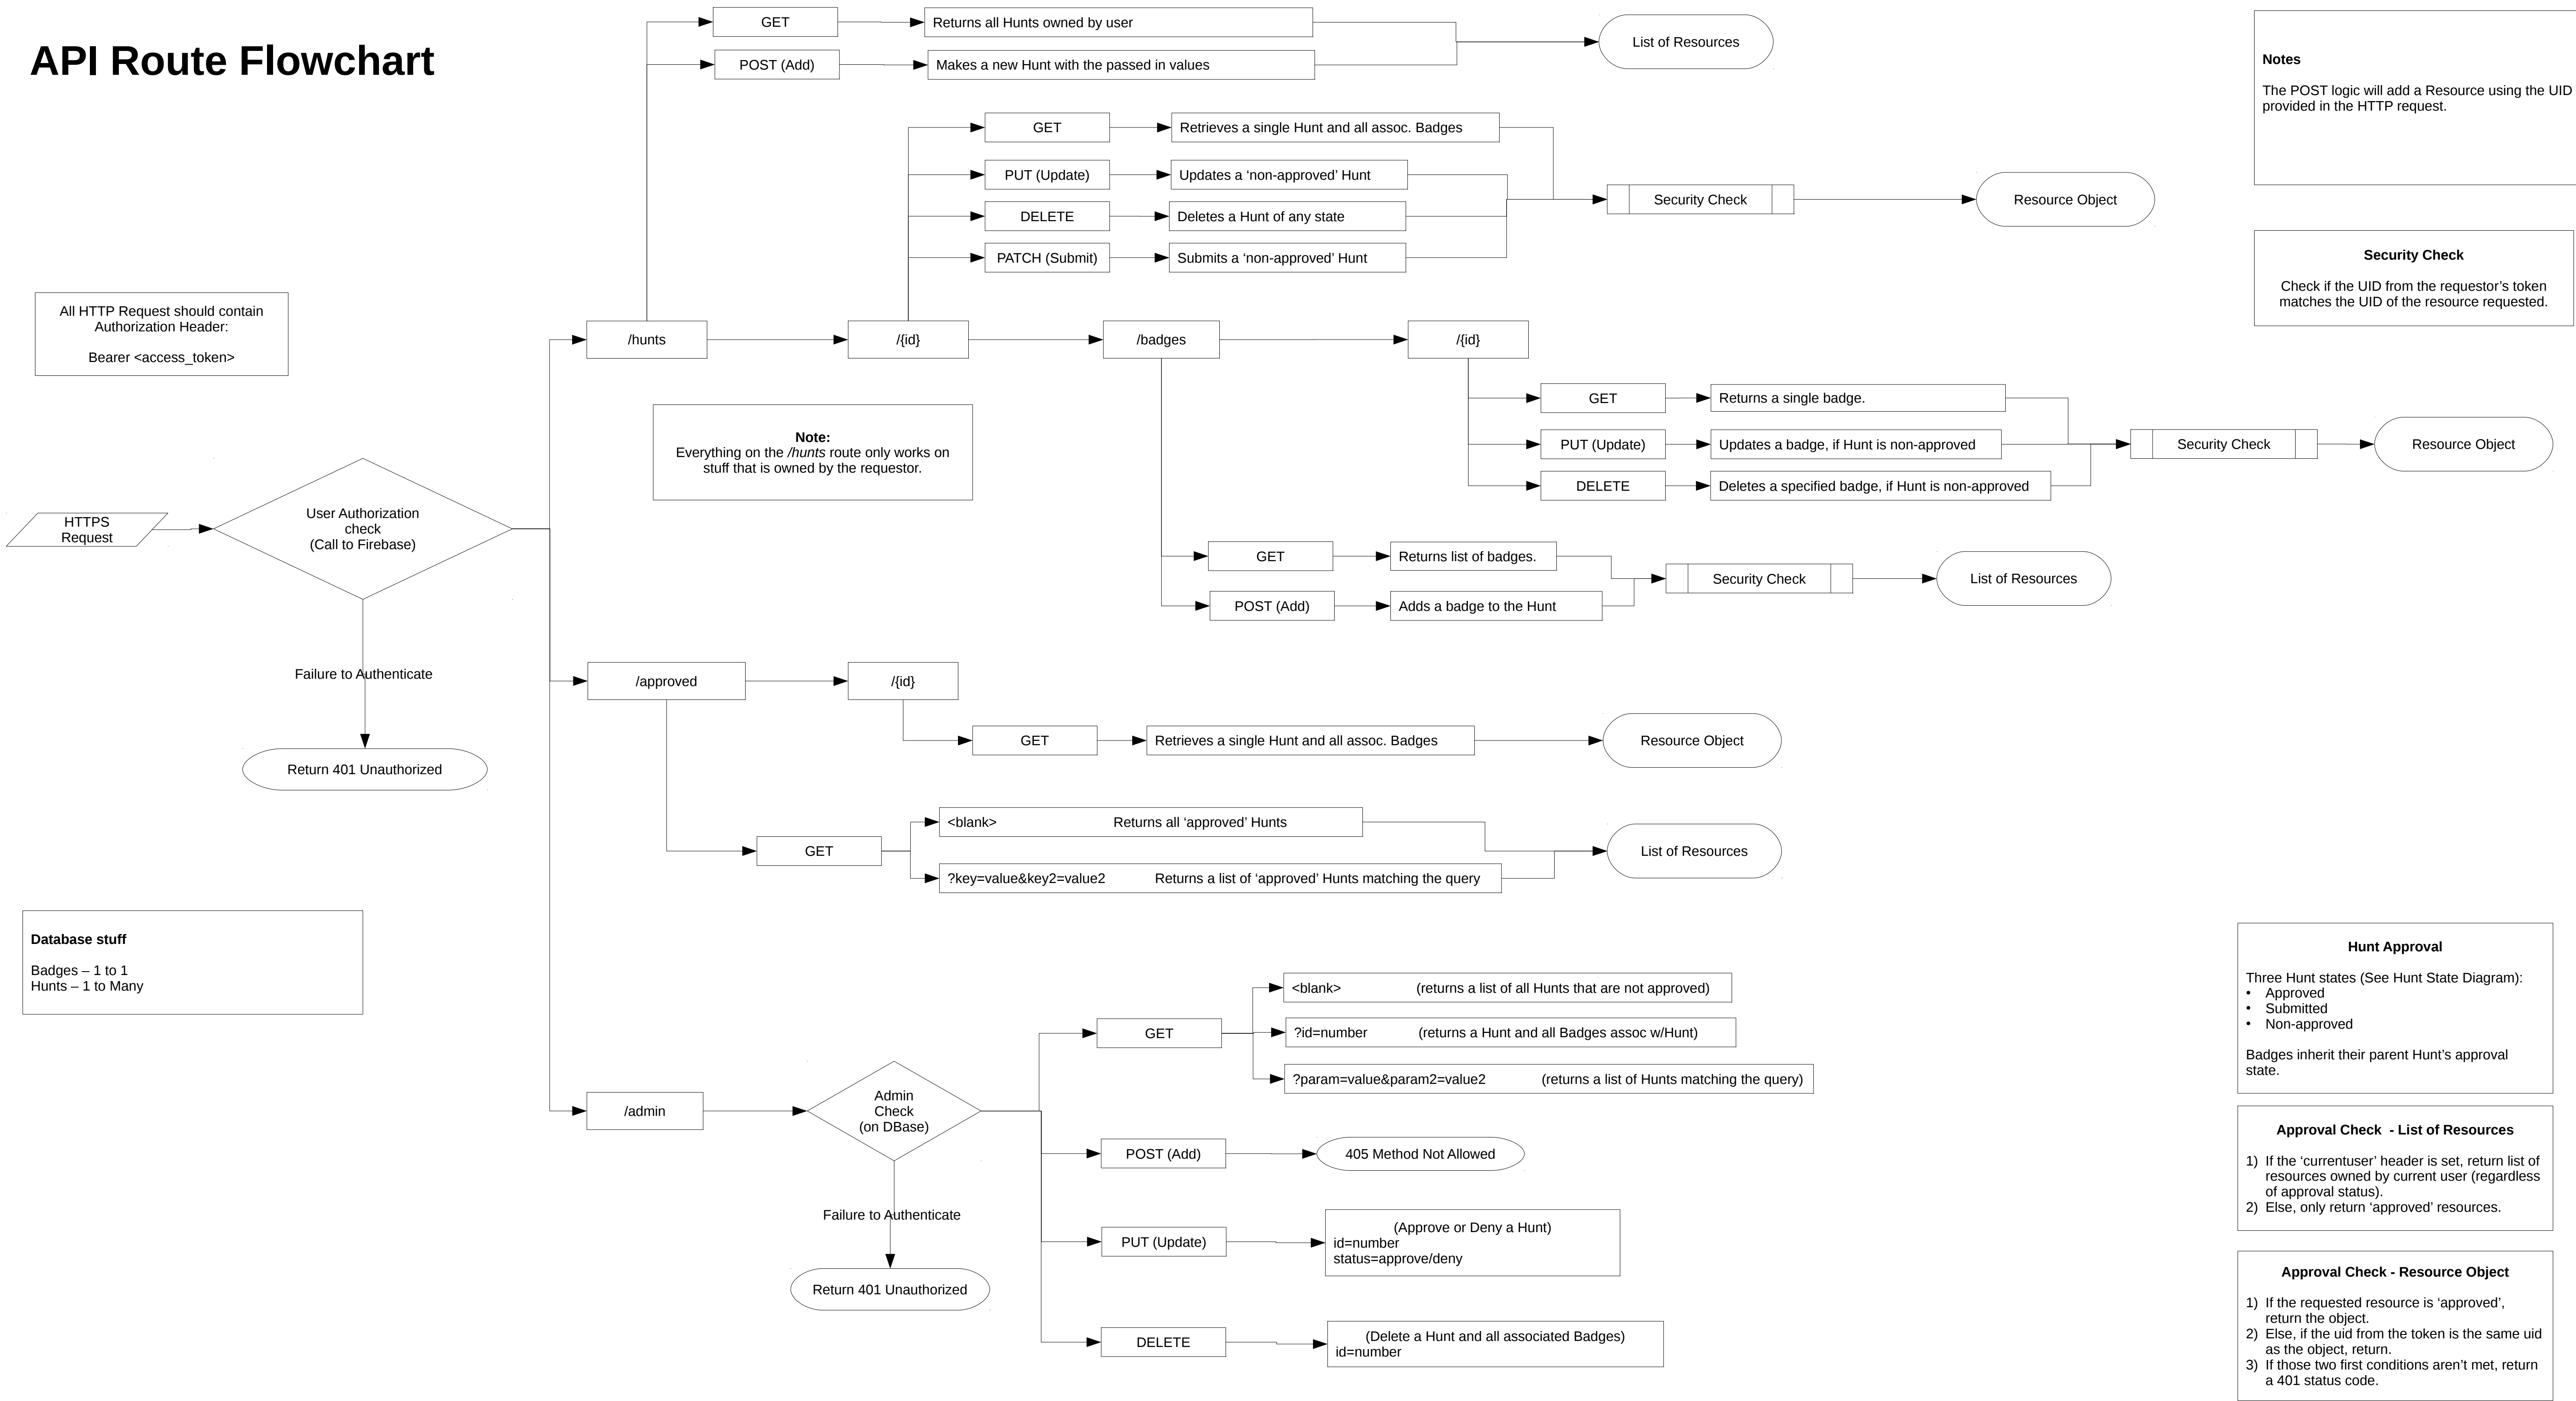 API Route Flowchart
GET
Returns all Hunts owned by user
POST (Add)
Makes a new Hunt with the passed in values
List of Resources
Notes
The POST logic will add a Resource using the UID
provided in the HTTP request.
GET
Retrieves a single Hunt and all assoc. Badges
PUT (Update)
Updates a ‘non-approved’ Hunt
DELETE
Deletes a Hunt of any state
PATCH (Submit)
Submits a ‘non-approved’ Hunt
Security Check
Resource Object
Security Check
Check if the UID from the requestor’s token
matches the UID of the resource requested.
All HTTP Request should contain
Authorization Header:
Bearer <access_token>
/hunts
/{id}
/badges
/{id}
Note:
Everything on the /hunts route only works on
stuff that is owned by the requestor.
GET
Returns a single badge.
PUT (Update)
Updates a badge, if Hunt is non-approved
DELETE
Deletes a specified badge, if Hunt is non-approved
Security Check
Resource Object
HTTPS
Request
User Authorization
check
(Call to Firebase)
GET
Returns list of badges.
POST (Add)
Adds a badge to the Hunt
Security Check
List of Resources
Failure to Authenticate
Return 401 Unauthorized
/approved
/{id}
GET
Retrieves a single Hunt and all assoc. Badges
Resource Object
GET
<blank> Returns all ‘approved’ Hunts
?key=value&key2=value2 Returns a list of ‘approved’ Hunts matching the query
List of Resources
Database stuff
Badges – 1 to 1
Hunts – 1 to Many
/admin
Admin
Check
(on DBase)
Failure to Authenticate
Return 401 Unauthorized
GET
<blank> (returns a list of all Hunts that are not approved)
?id=number (returns a Hunt and all Badges assoc w/Hunt)
?param=value&param2=value2 (returns a list of Hunts matching the query)
POST (Add)
405 Method Not Allowed
PUT (Update)
(Approve or Deny a Hunt)
id=number
status=approve/deny
DELETE
(Delete a Hunt and all associated Badges)
id=number
Hunt Approval
Three Hunt states (See Hunt State Diagram):
• Approved
• Submitted
• Non-approved
Badges inherit their parent Hunt’s approval
state.
Approval Check - List of Resources
1) If the ‘currentuser’ header is set, return list of
resources owned by current user (regardless
of approval status).
2) Else, only return ‘approved’ resources.
Approval Check - Resource Object
1) If the requested resource is ‘approved’,
return the object.
2) Else, if the uid from the token is the same uid
as the object, return.
3) If those two first conditions aren’t met, return
a 401 status code.